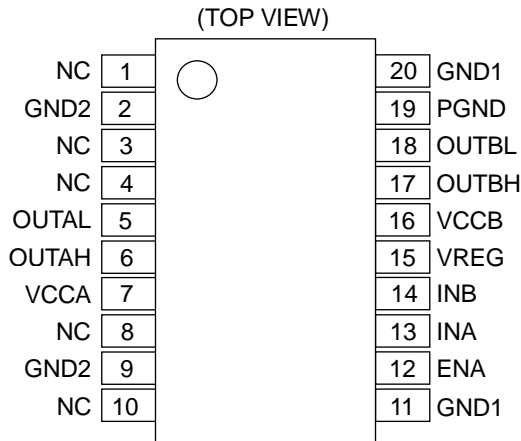 (TOP VIEW)
NC 1 20 GND1
GND2 2 19 PGND
NC 3 18 OUTBL
NC 4 17 OUTBH
OUTAL 5 16 VCCB
OUTAH 6 15 VREG
VCCA 7 14 INB
NC 8 13 INA
GND2 9 12 ENA
NC 10 11 GND1